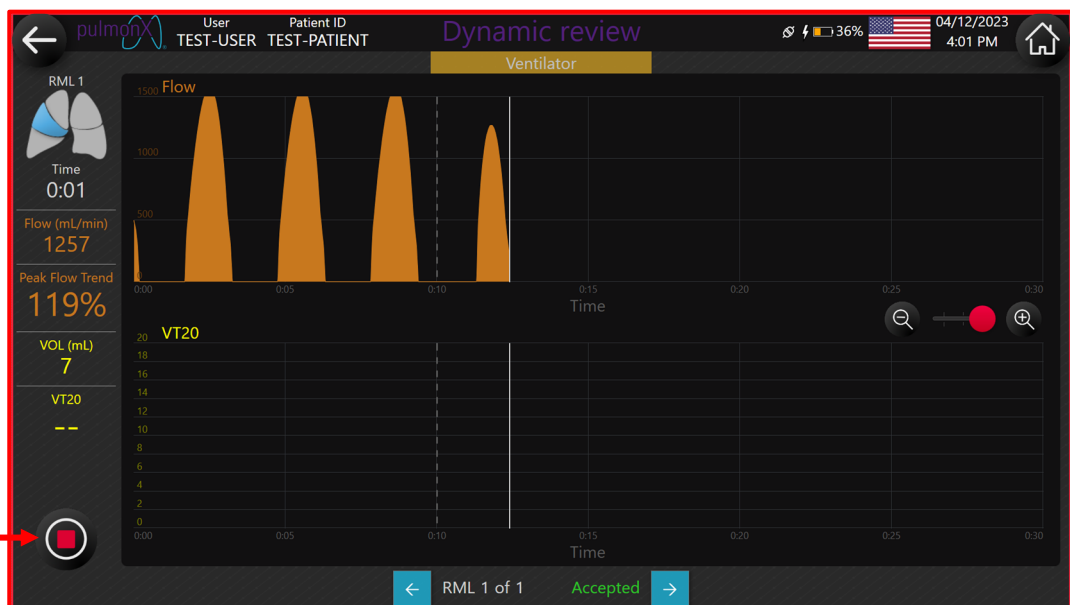 pulmonX
User
TEST-USER
Patient ID
TEST-PATIENT
Dynamic review
36%
04/12/2023
4:01 PM
Ventilator
RML 1
Time
0:01
Flow (mL/min)
1257
Peak Flow Trend
119%
VOL (mL)
7
VT20
--
Flow
1500
1000
500
0
0:00 0:05 0:10 0:15 0:20 0:25 0:30
Time
VT20
20
18
16
14
12
10
8
6
4
2
0
0:00 0:05 0:10 0:15 0:20 0:25 0:30
Time
RML 1 of 1 Accepted